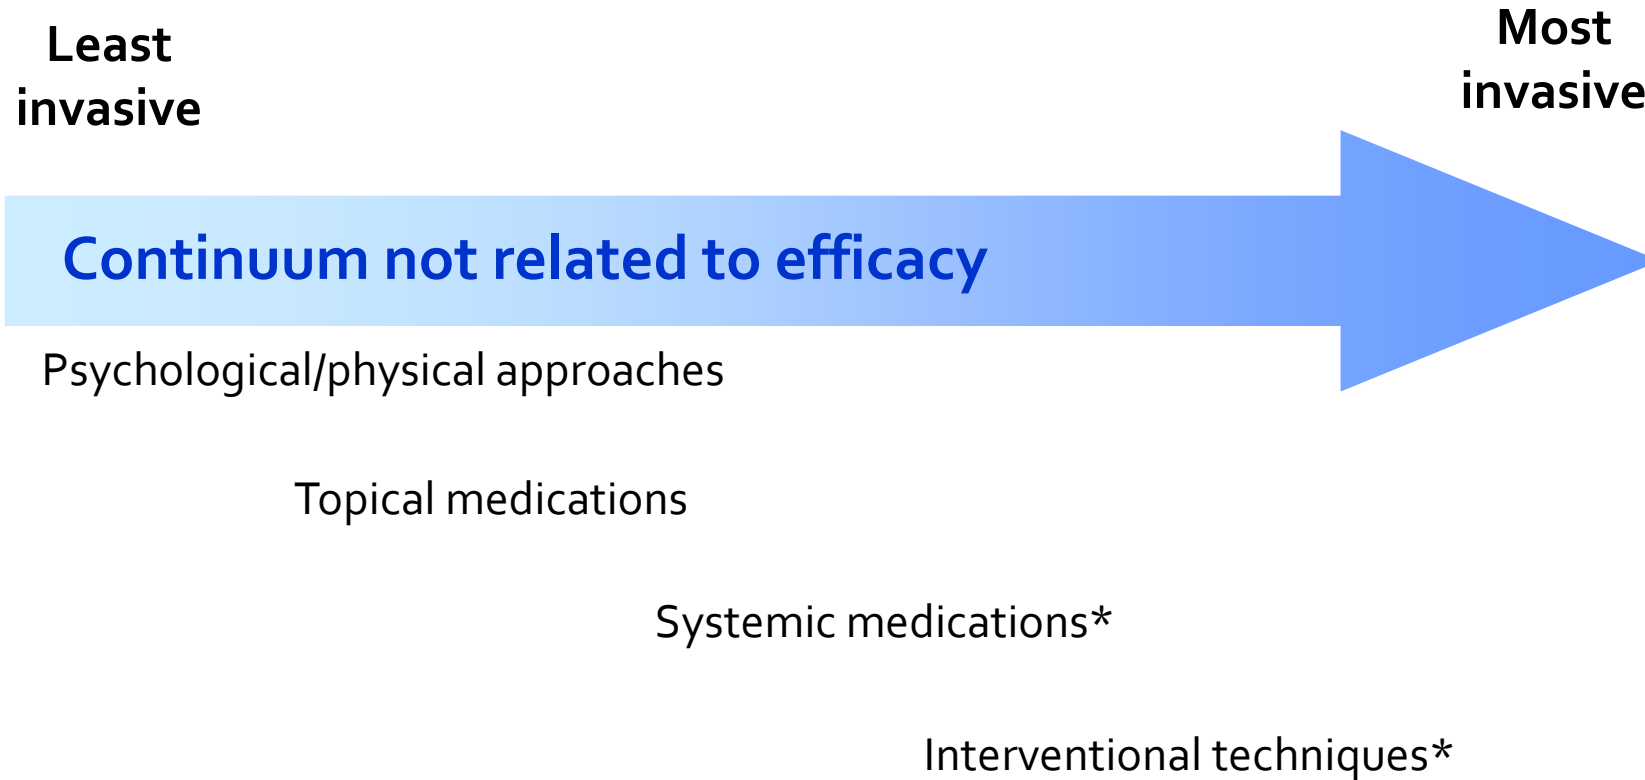 Least
invasive
Most
invasive
Continuum not related to efficacy
Psychological/physical approaches
Topical medications
Systemic medications*
Interventional techniques*